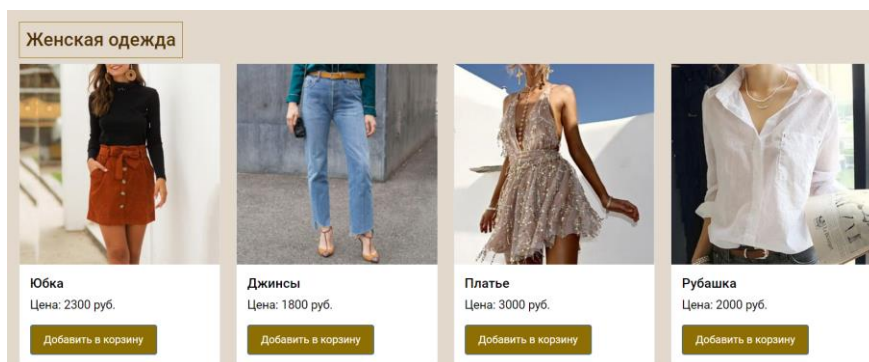 Женская одежда
Юбка
Цена: 2300 руб.
Добавить в корзину
Джинсы
Цена: 1800 руб.
Добавить в корзину
Платье
Цена: 3000 руб.
Добавить в корзину
Рубашка
Цена: 2000 руб.
Добавить в корзину